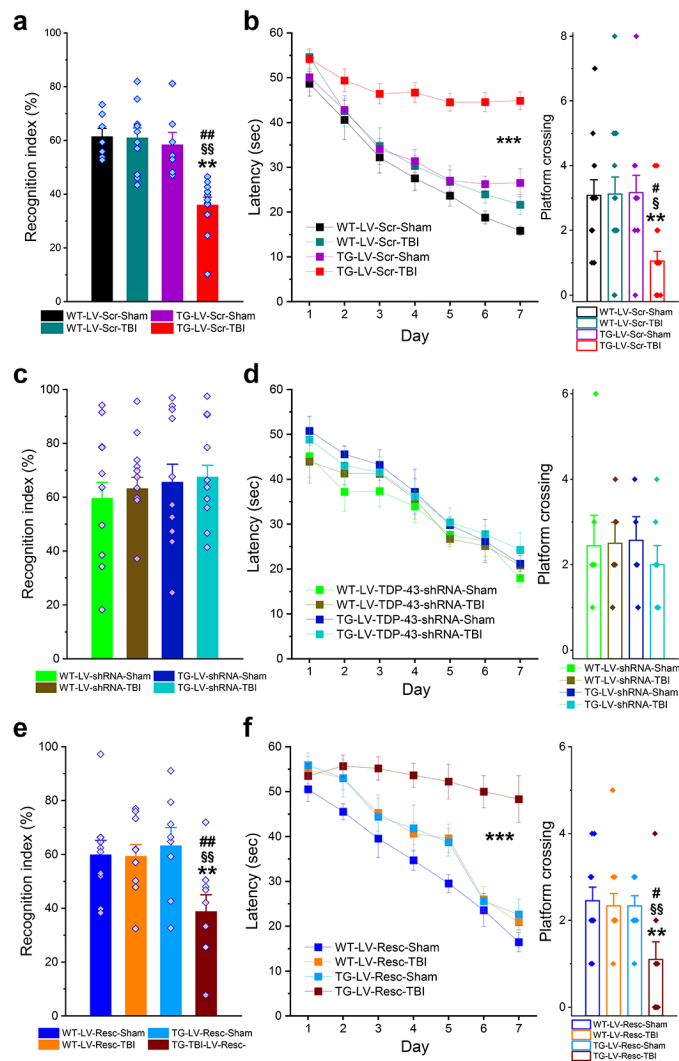 a
Recognition index (%)
100
80
60
40
20
0
##
§§
**
WT-LV-Scr-Sham
TG-LV-Scr-Sham
WT-LV-Scr-TBI
TG-LV-Scr-TBI
b
Latency (sec)
60
50
40
30
20
10
0
***
WT-LV-Scr-Sham
WT-LV-Scr-TBI
TG-LV-Scr-Sham
TG-LV-Scr-TBI
1 2 3 4 5 6 7
Day
Platform crossing
8
6
4
2
0
#
§
**
WT-LV-Scr-Sham
WT-LV-Scr-TBI
TG-LV-Scr-Sham
TG-LV-Scr-TBI
c
Recognition index (%)
100
80
60
40
20
0
WT-LV-shRNA-Sham
TG-LV-shRNA-Sham
WT-LV-shRNA-TBI
TG-LV-shRNA-TBI
d
Latency (sec)
60
50
40
30
20
10
0
WT-LV-TDP-43-shRNA-Sham
WT-LV-TDP-43-shRNA-TBI
TG-LV-TDP-43-shRNA-Sham
TG-LV-TDP-43-shRNA-TBI
1 2 3 4 5 6 7
Day
Platform crossing
6
4
2
0
WT-LV-shRNA-Sham
WT-LV-shRNA-TBI
TG-LV-shRNA-Sham
TG-LV-shRNA-TBI
e
Recognition index (%)
100
80
60
40
20
0
##
§§
**
WT-LV-Resc-Sham
TG-LV-Resc-Sham
WT-LV-Resc-TBI
TG-TBI-LV-Resc-
f
Latency (sec)
60
50
40
30
20
10
0
***
WT-LV-Resc-Sham
WT-LV-Resc-TBI
TG-LV-Resc-Sham
TG-LV-Resc-TBI
1 2 3 4 5 6 7
Day
Platform crossing
6
4
2
0
#
§§
**
WT-LV-Resc-Sham
WT-LV-Resc-TBI
TG-LV-Resc-Sham
TG-LV-Resc-TBI